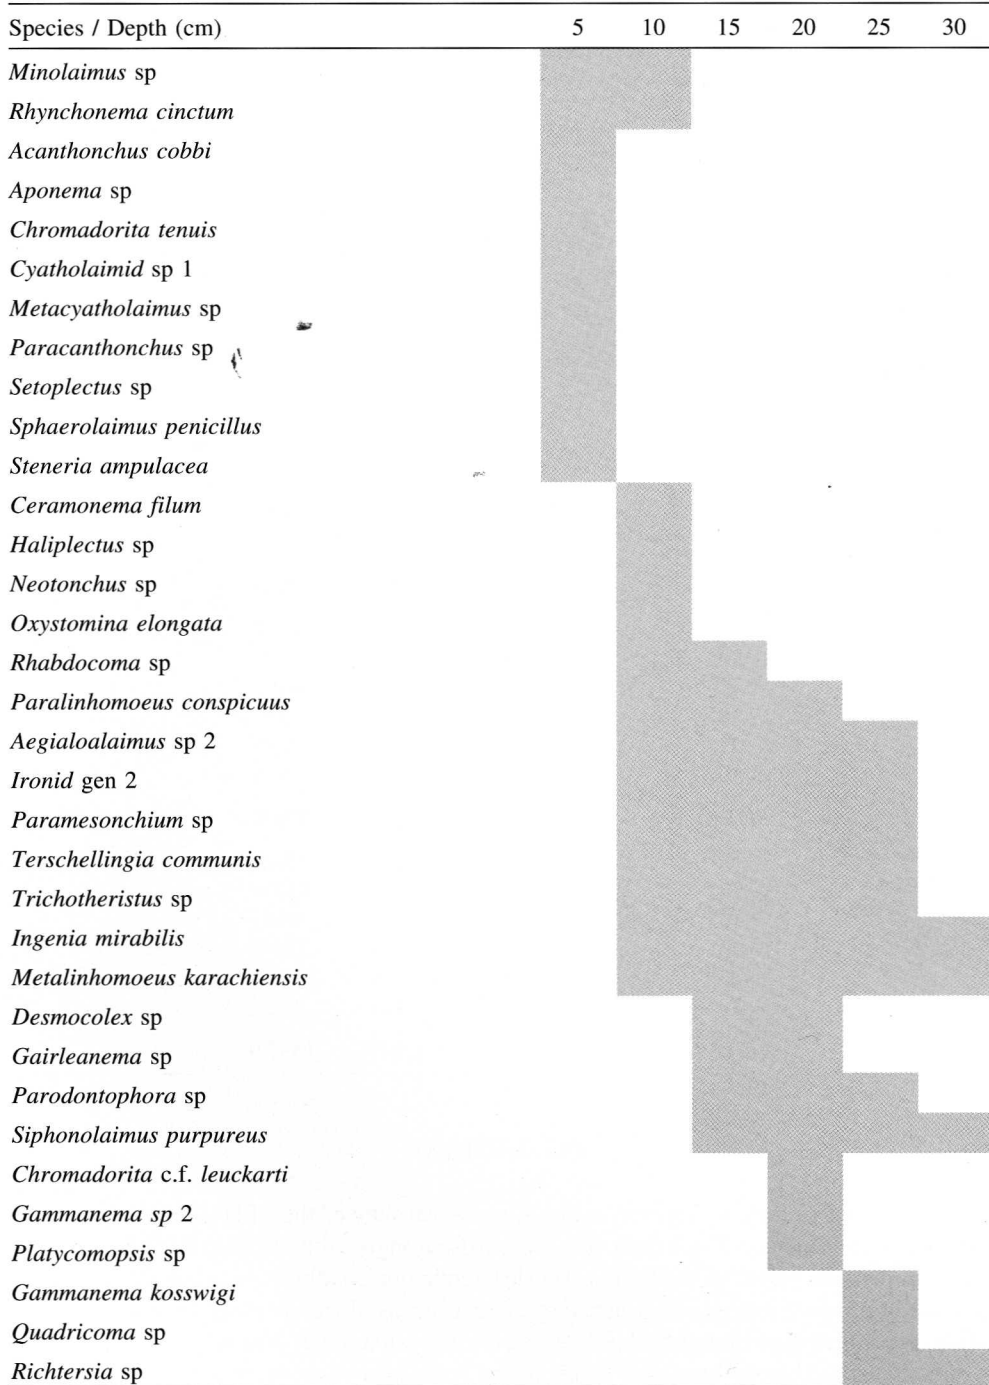 Species / Depth (cm) 5 10 15 20 25 30
Minolaimus sp
Rhynchonema cinctum
Acanthonchus cobbi
Aponema sp
Chromadorita tenuis
Cyatholaimid sp 1
Metacyatholaimus sp
Paracanthonchus sp
Setoplectus sp
Sphaerolaimus penicillus
Steneria ampulacea
Ceramonema filum
Haliplectus sp
Neotonchus sp
Oxystomina elongata
Rhabdocoma sp
Paralinhomoeus conspicuus
Aegialoalaimus sp 2
Ironid gen 2
Paramesonchium sp
Terschellingia communis
Trichotheristus sp
Ingenia mirabilis
Metalinhomoeus karachiensis
Desmocolex sp
Gairleanema sp
Parodontophora sp
Siphonolaimus purpureus
Chromadorita c.f. leuckarti
Gammanema sp 2
Platycomopsis sp
Gammanema kosswigi
Quadricoma sp
Richtersia sp